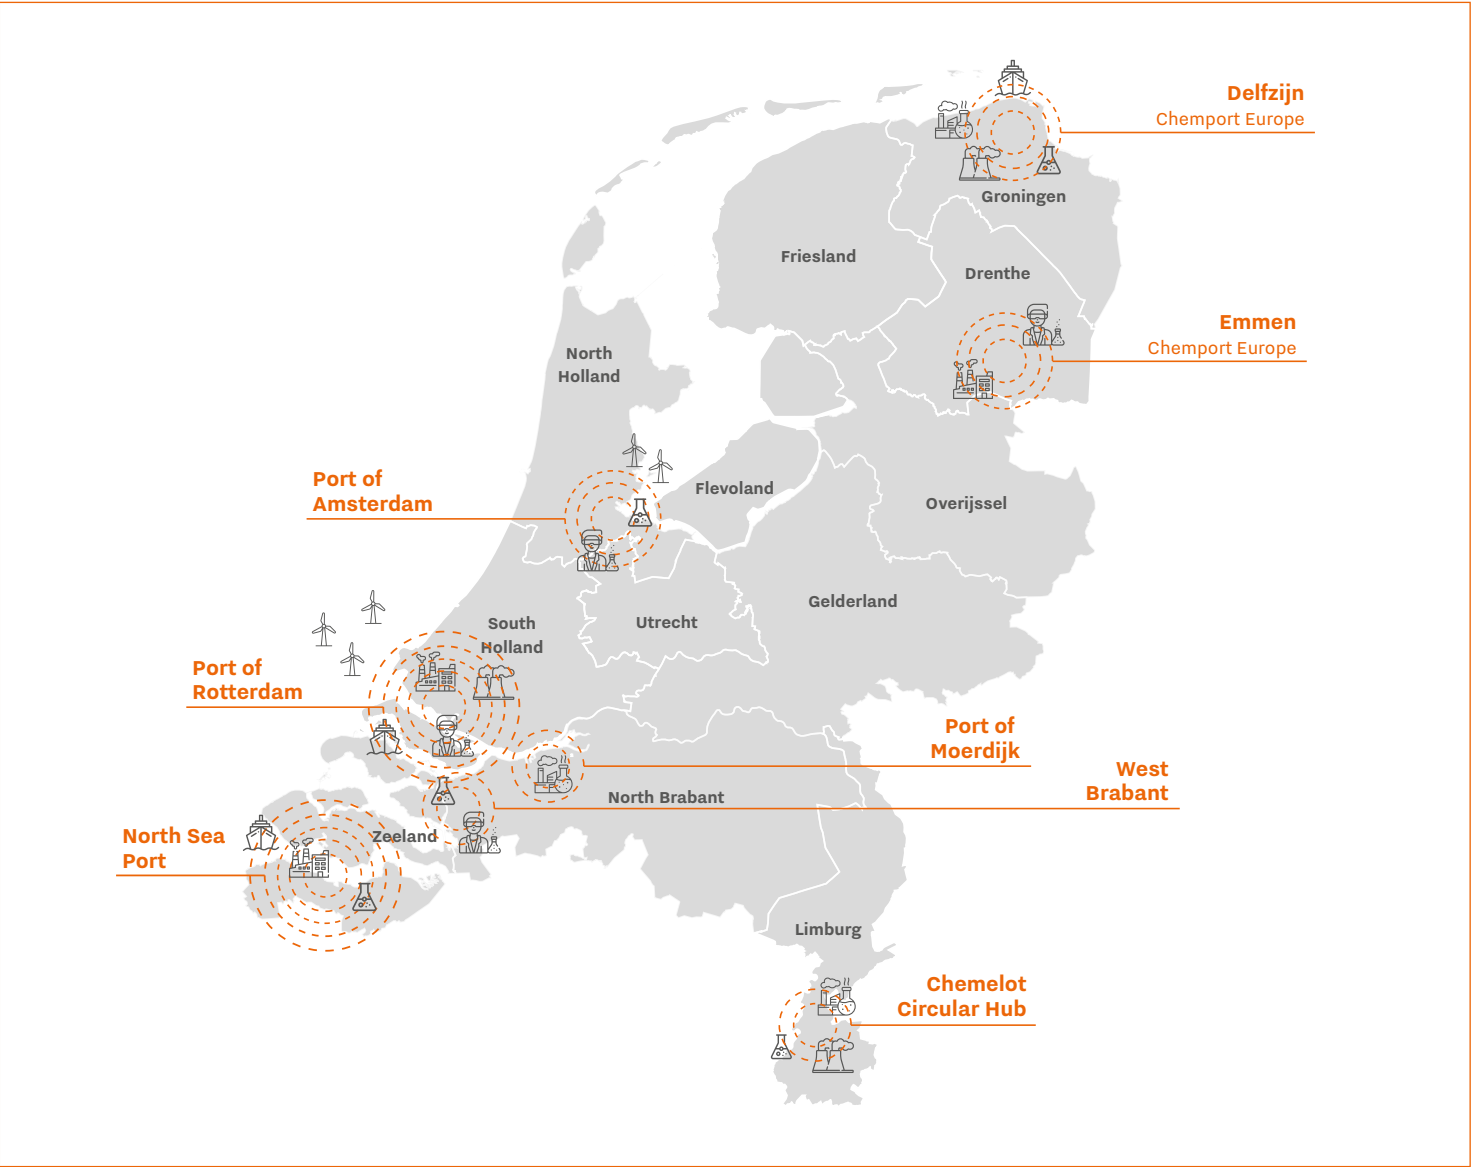 Delfzijn
Chemport Europe
Groningen
Friesland
Drenthe
Emmen
Chemport Europe
North
Holland
Port of
Amsterdam
Flevoland
Overijssel
Gelderland
South
Holland
Utrecht
Port of
Rotterdam
Port of
Moerdijk
West
Brabant
North Brabant
North Sea
Port
Zeeland
Limburg
Chemelot
Circular Hub